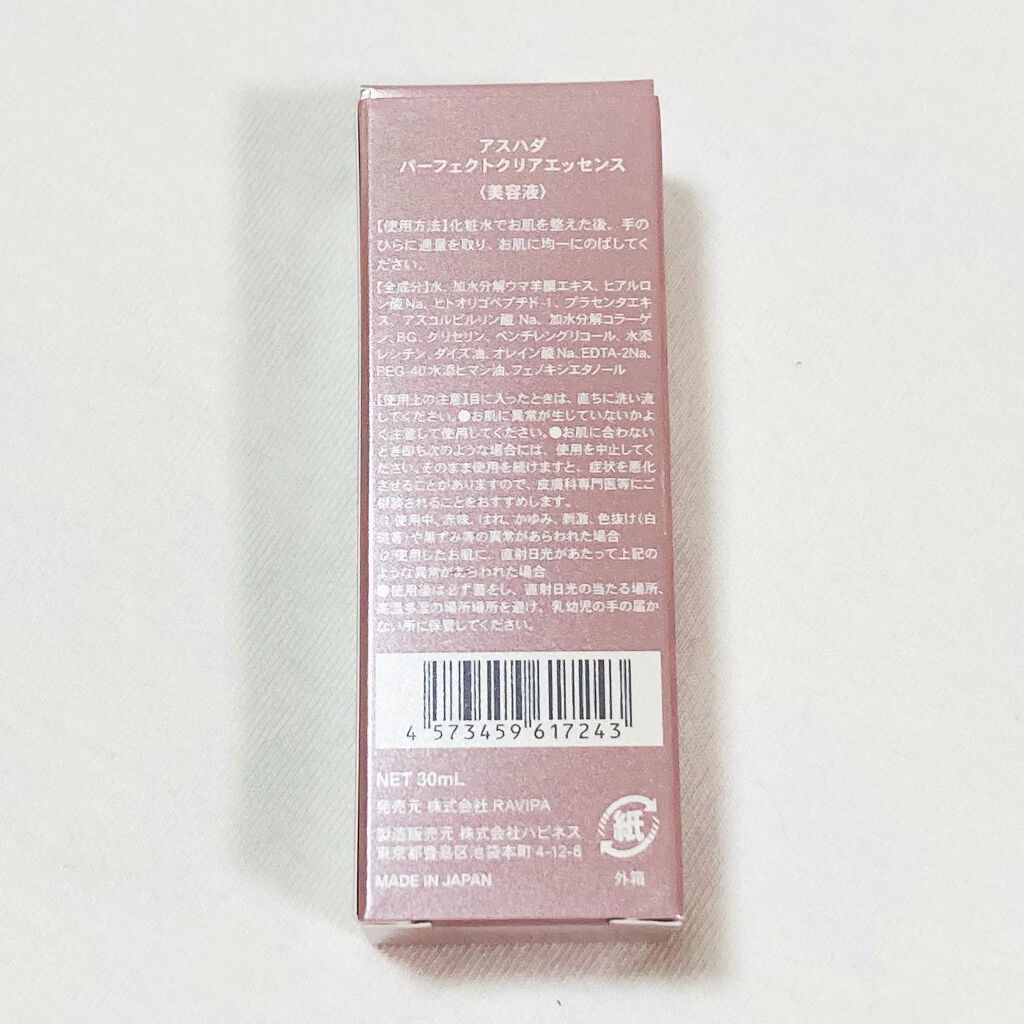 アスハダ
パーフェクトクリアエッセンス
〈美容液〉
【使用方法】化粧水でお肌を整えた後、手の
ひらに適量を取り、お肌に均一にのばしてく
ださい。
【全成分】水、加水分解ウマ羊膜エキス、ヒアルロ
ン酸Na、ヒトオリゴペプチド-1、プラセンタエキ
ス、アスコルビルリン酸 Na、加水分解コラーゲ
ン、BG、グリセリン、ペンチレングリコール、水添
レシチン、ダイズ油、オレイン酸Na、EDTA-2Na、
PEG-40水添ヒマシ油、フェノキシエタノール
【使用上の注意】目に入ったときは、直ちに洗い流
してください。●お肌に異常が生じていないかよ
く注意して使用してください。●お肌に合わない
とき即ち次のような場合には、使用を中止してく
ださい。そのまま使用を続けますと、症状を悪化
させることがありますので、皮膚科専門医等にご
相談されることをおすすめします。
(1) 使用中、赤味、はれ、かゆみ、刺激、色抜け(白
斑等)や黒ずみ等の異常があらわれた場合
(2) 使用したお肌に、直射日光があたって上記の
ような異常があらわれた場合
●使用後は必ず蓋をし、直射日光の当たる場所、
高温多湿の場所場所を避け、乳幼児の手の届か
ない所に保管してください。
4 573459 617243
NET 30mL
発売元 株式会社 RAVIPA
製造販売元 株式会社ハピネス
東京都豊島区池袋本町 4-12-6
MADE IN JAPAN
紙
外箱